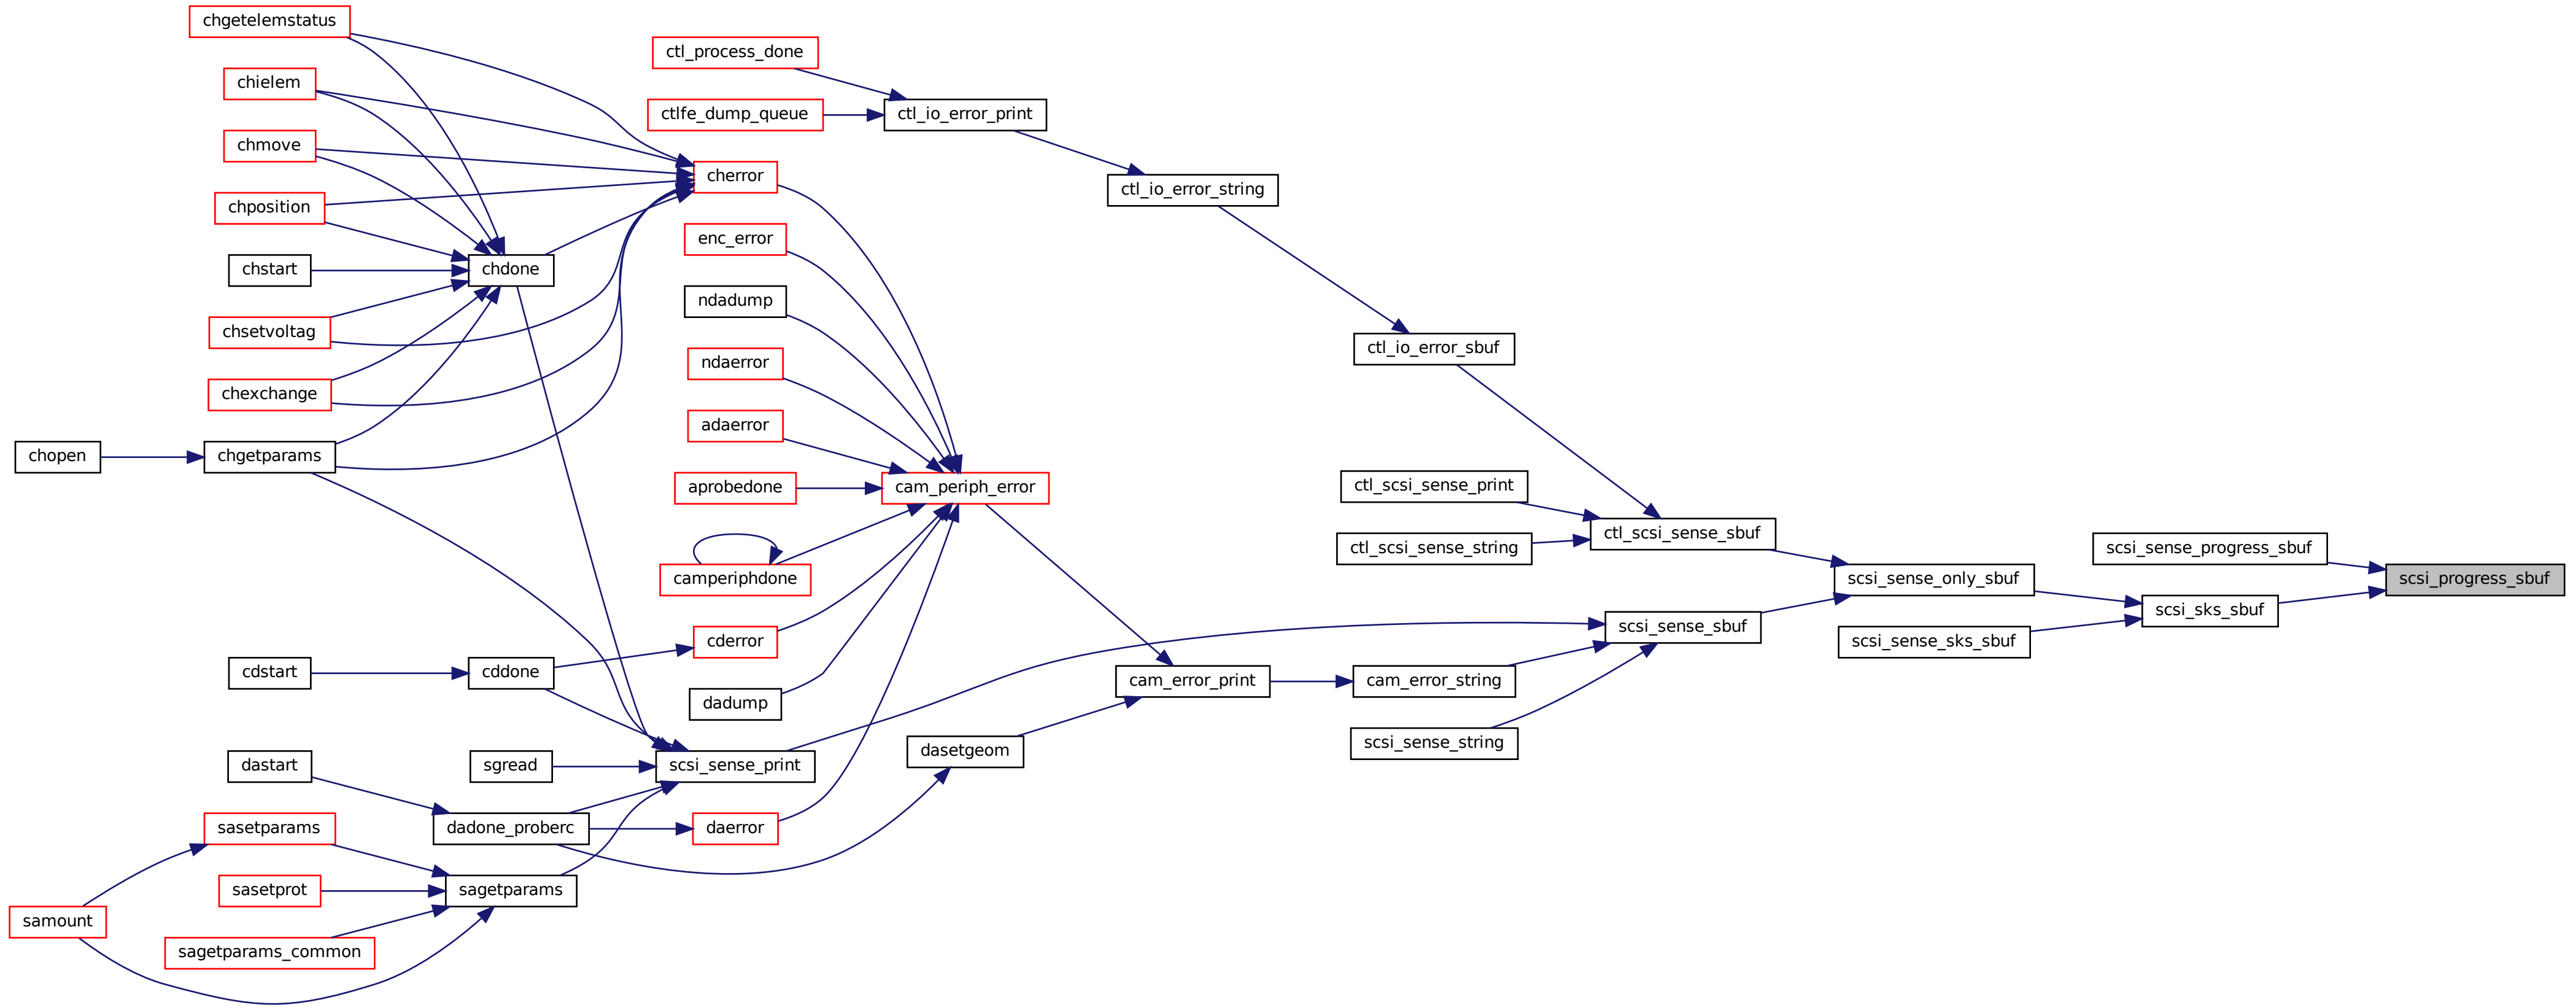 chgetelemstatus
chielem
chmove
chposition
chstart
chsetvoltag
chexchange
chopen
chgetparams
chdone
cdstart
cddone
dastart
sgread
sasetparams
dadone_proberc
sasetprot
sagetparams
samount
sagetparams_common
ctl_process_done
ctlfe_dump_queue
cherror
enc_error
ndadump
ndaerror
adaerror
aprobedone
camperiphdone
cderror
dadump
scsi_sense_print
daerror
ctl_io_error_print
cam_periph_error
dasetgeom
ctl_io_error_string
cam_error_print
ctl_io_error_sbuf
ctl_scsi_sense_print
ctl_scsi_sense_string
cam_error_string
scsi_sense_string
ctl_scsi_sense_sbuf
scsi_sense_sbuf
scsi_sense_only_sbuf
scsi_sense_sks_sbuf
scsi_sense_progress_sbuf
scsi_sks_sbuf
scsi_progress_sbuf